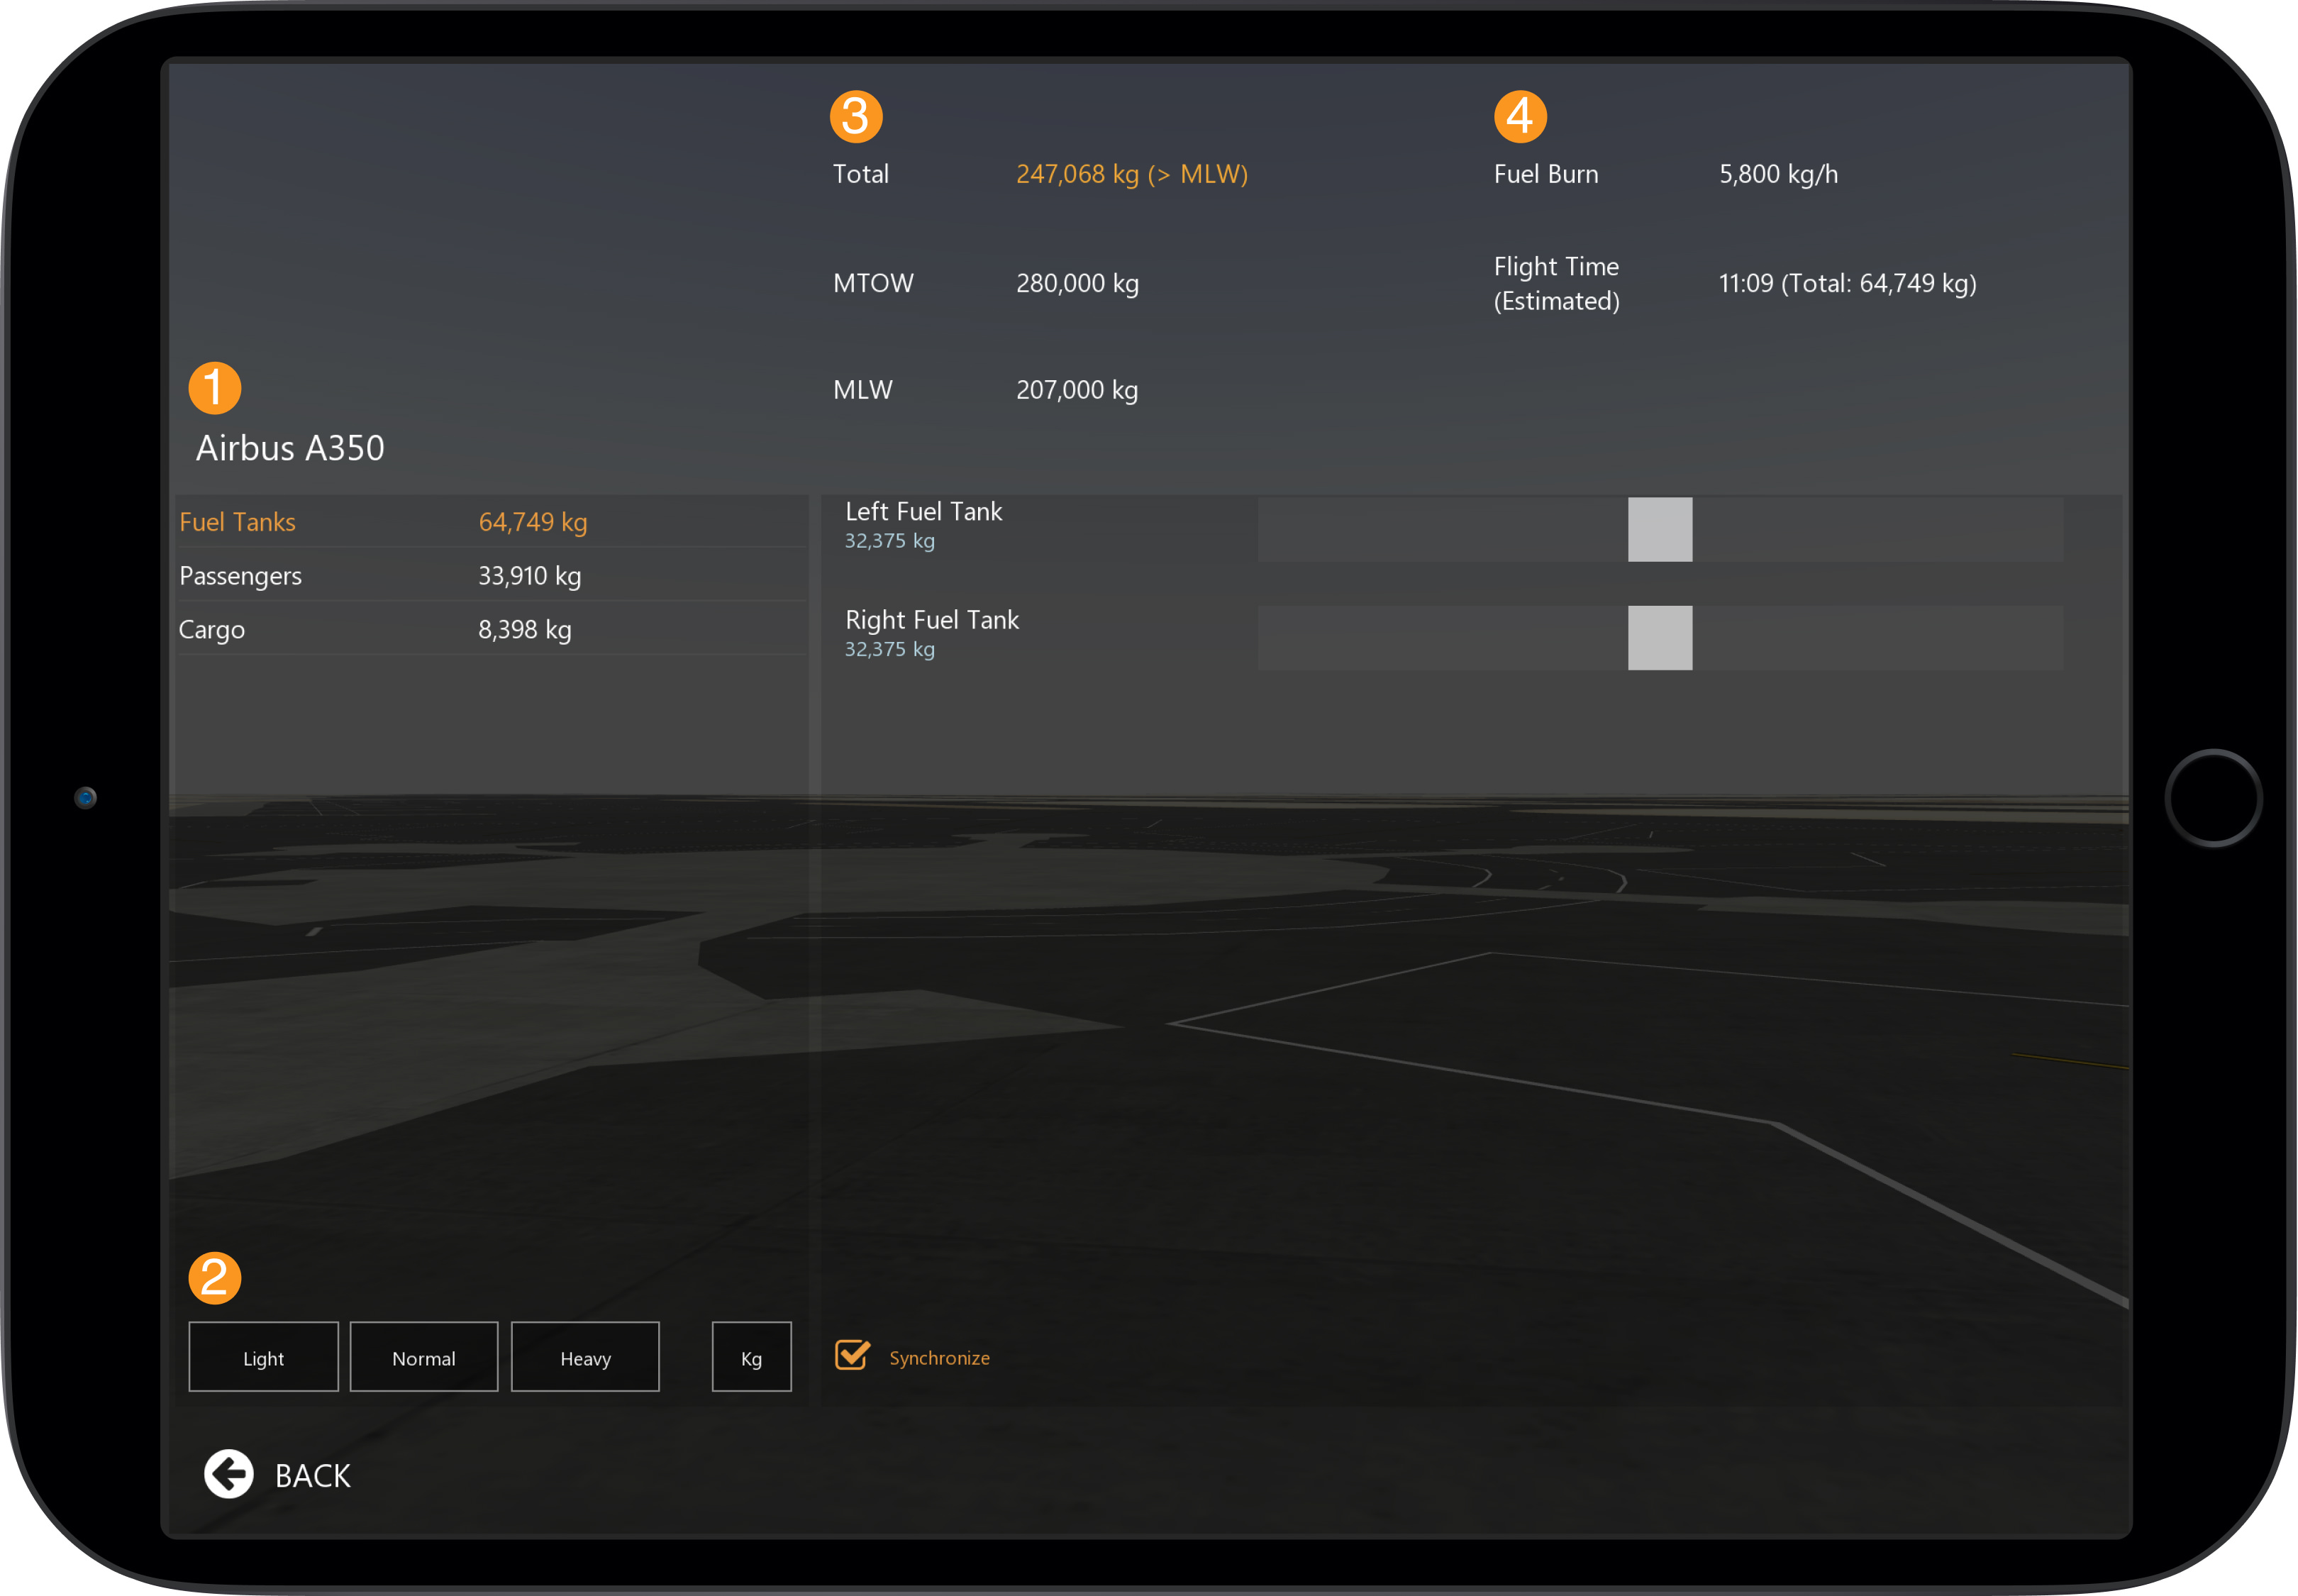 3
Total 247,068 kg (> MLW)
MTOW 280,000 kg
MLW 207,000 kg
4
Fuel Burn 5,800 kg/h
Flight Time
(Estimated)
11:09 (Total: 64,749 kg)
1
Airbus A350
Fuel Tanks 64,749 kg
Passengers 33,910 kg
Cargo 8,398 kg
Left Fuel Tank
32,375 kg
Right Fuel Tank
32,375 kg
2
Light Normal Heavy Kg
Synchronize
BACK